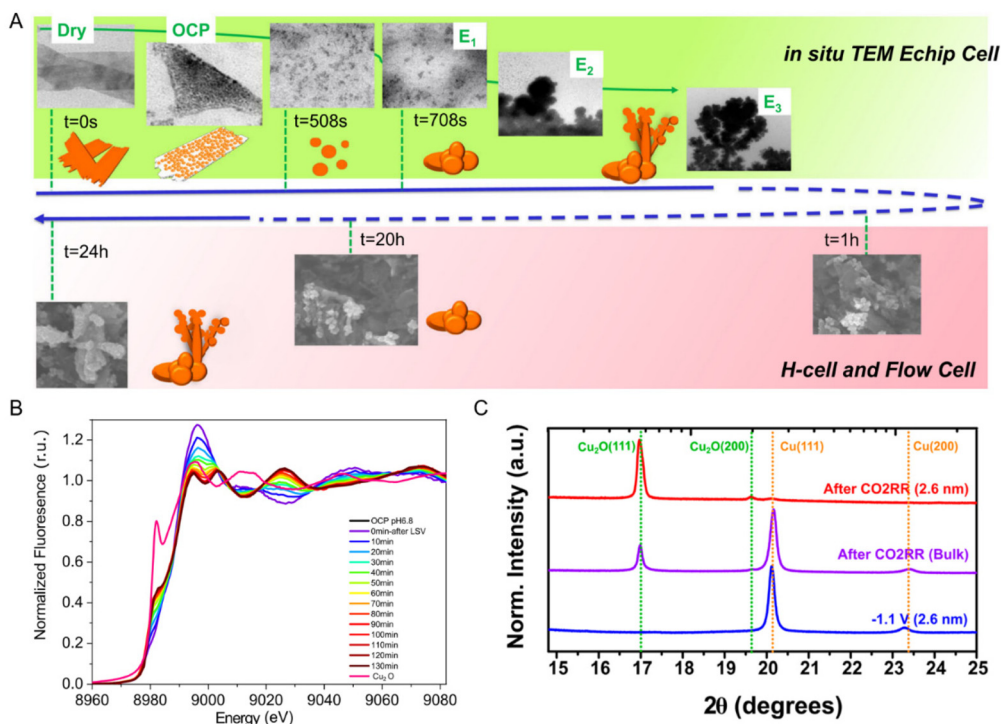 A
Dry
OCP
E₁
E₂
E₃
in situ TEM Echip Cell
t=0s
t=508s
t=708s
t=24h
t=20h
t=1h
H-cell and Flow Cell
B
Normalized Fluorescence (r.u.)
1.2
1.0
0.8
0.6
0.4
0.2
0.0
8960 8980 9000 9020 9040 9060 9080
Energy (eV)
OCP pH6.8
0min-after LSV
10min
20min
30min
40min
50min
60min
70min
80min
90min
100min
110min
120min
130min
Cu₂ O
C
Norm. Intensity (a.u.)
Cu₂O(111)
Cu₂O(200)
Cu(111)
Cu(200)
After CO2RR (2.6 nm)
After CO2RR (Bulk)
-1.1 V (2.6 nm)
15 16 17 18 19 20 21 22 23 24 25
2θ (degrees)